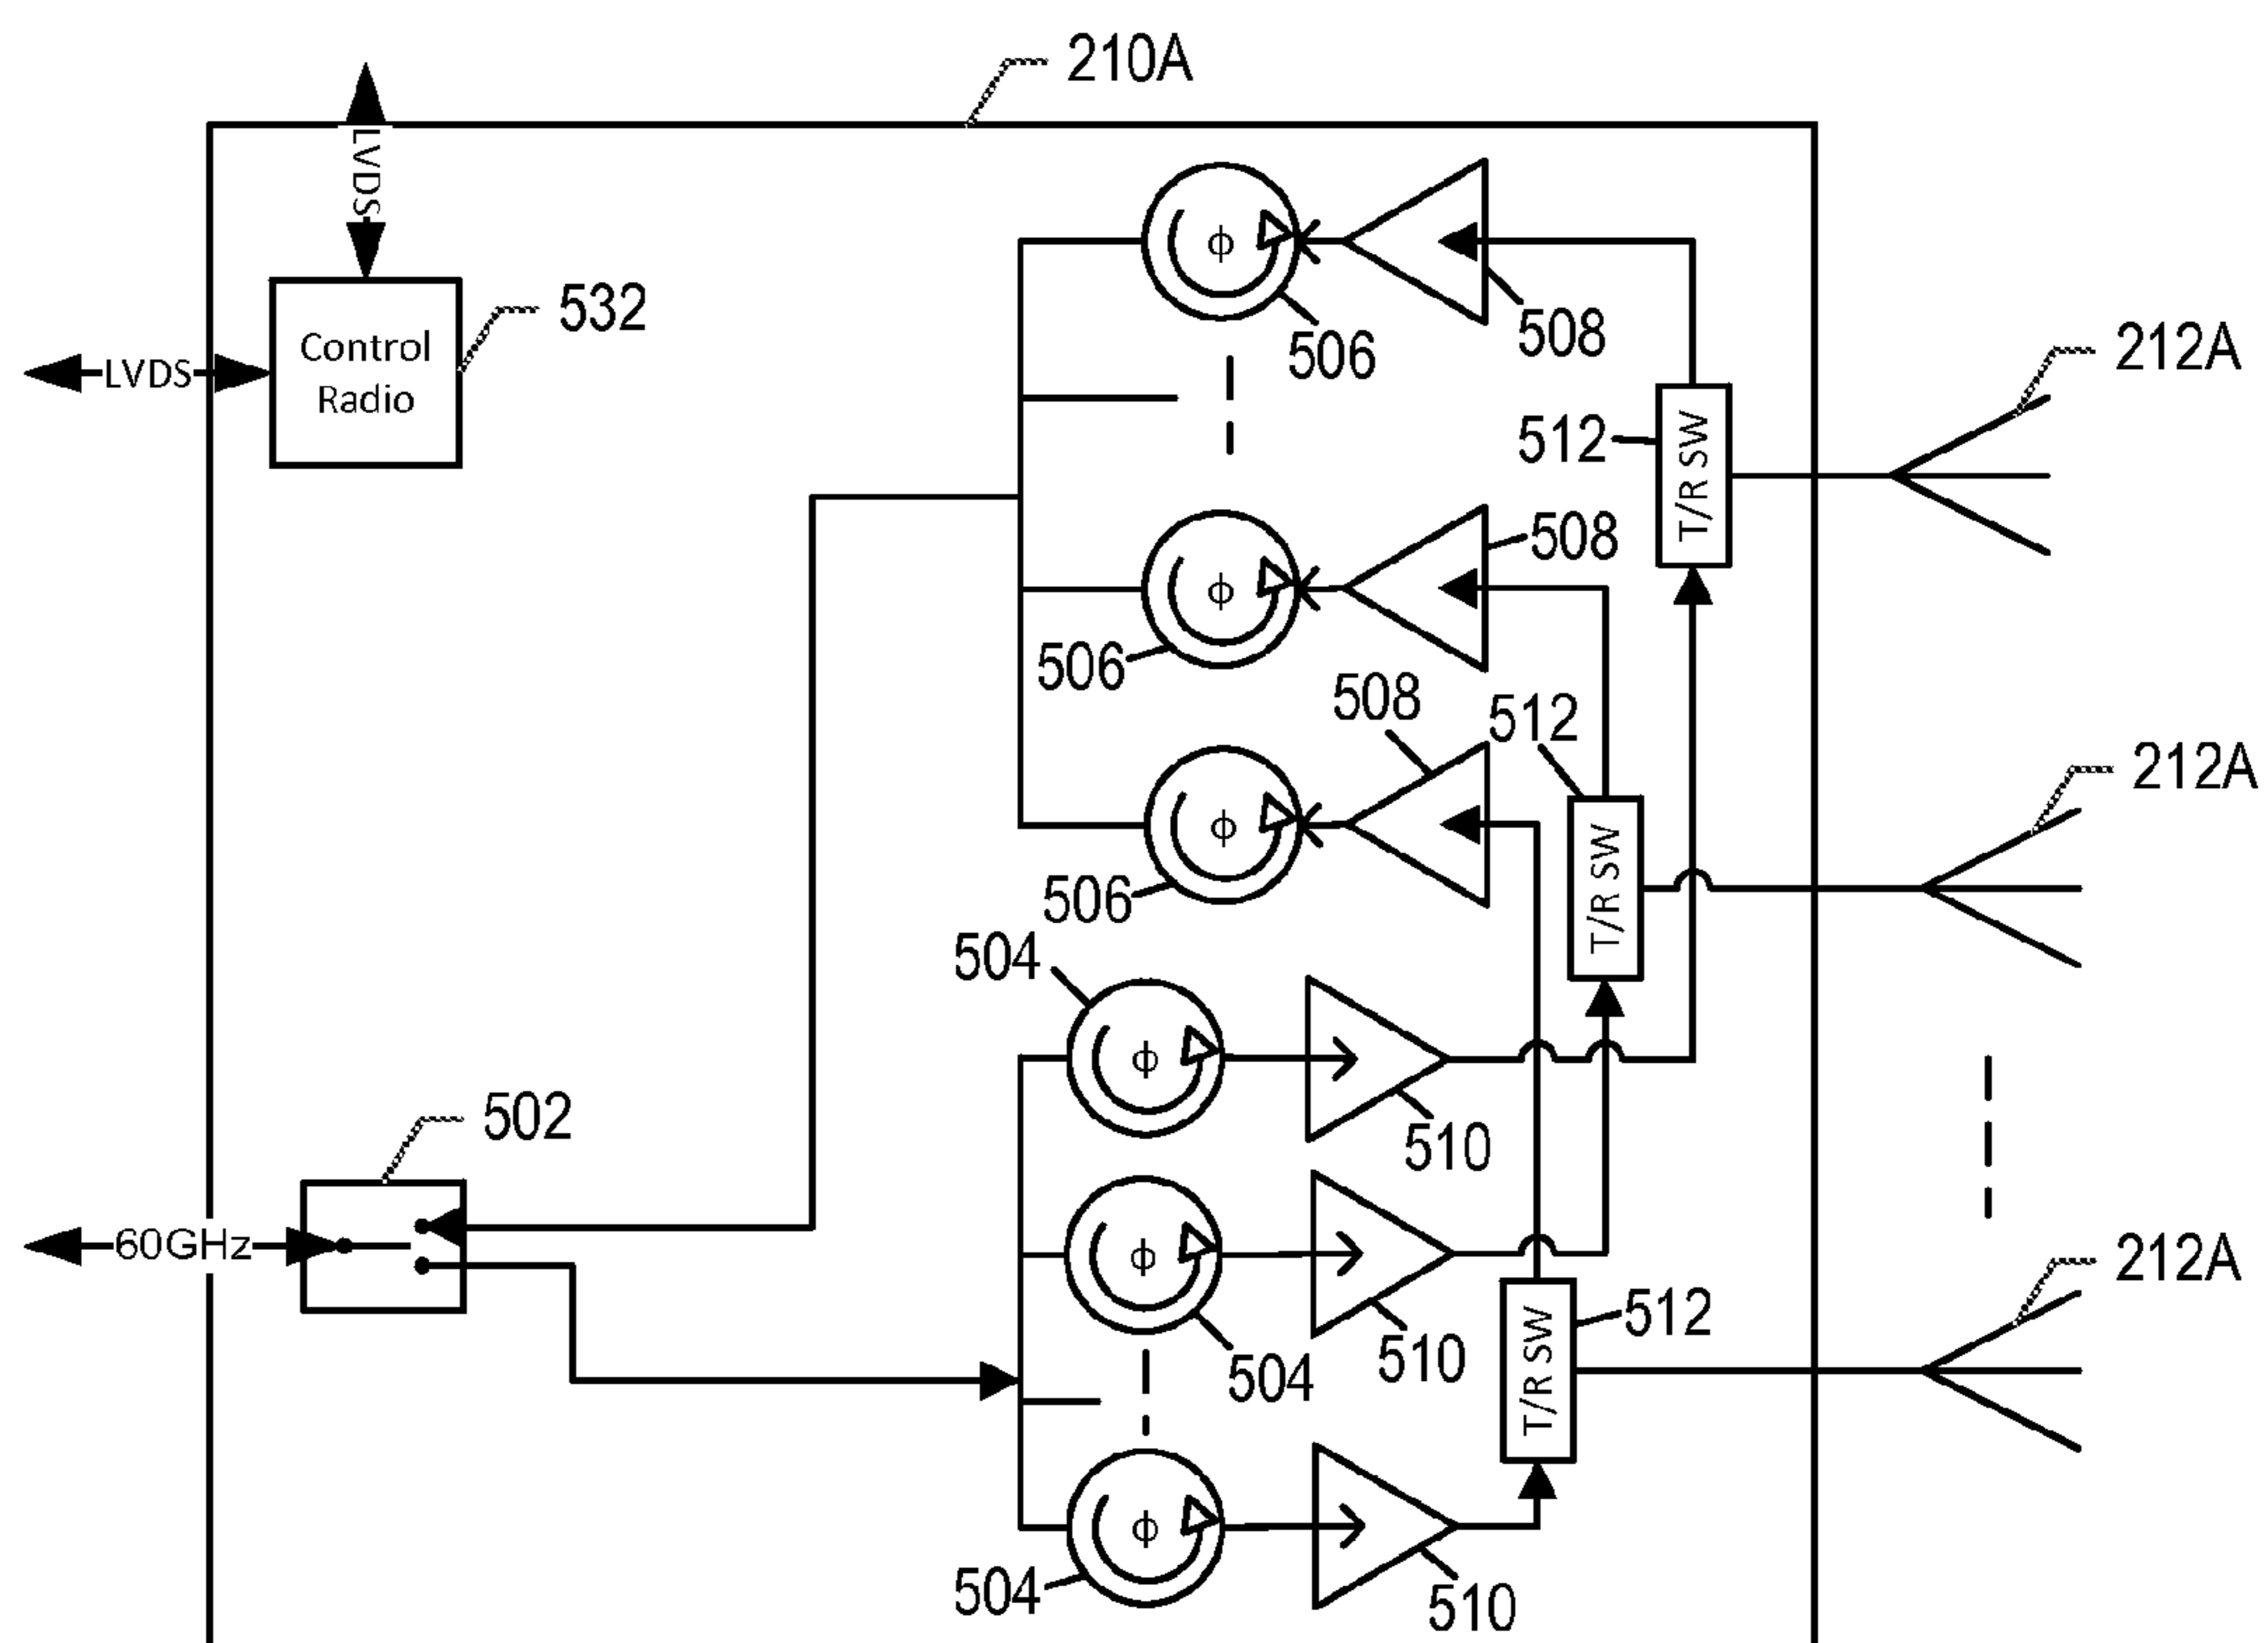 210A
LVDS
532
Control
Radio
LVDS
ϕ
506
508
212A
512
T/R SW
ϕ
508
506
508
512
212A
ϕ
T/R SW
506
504
ϕ
510
502
60GHz
ϕ
504
510
212A
512
T/R SW
ϕ
504
510